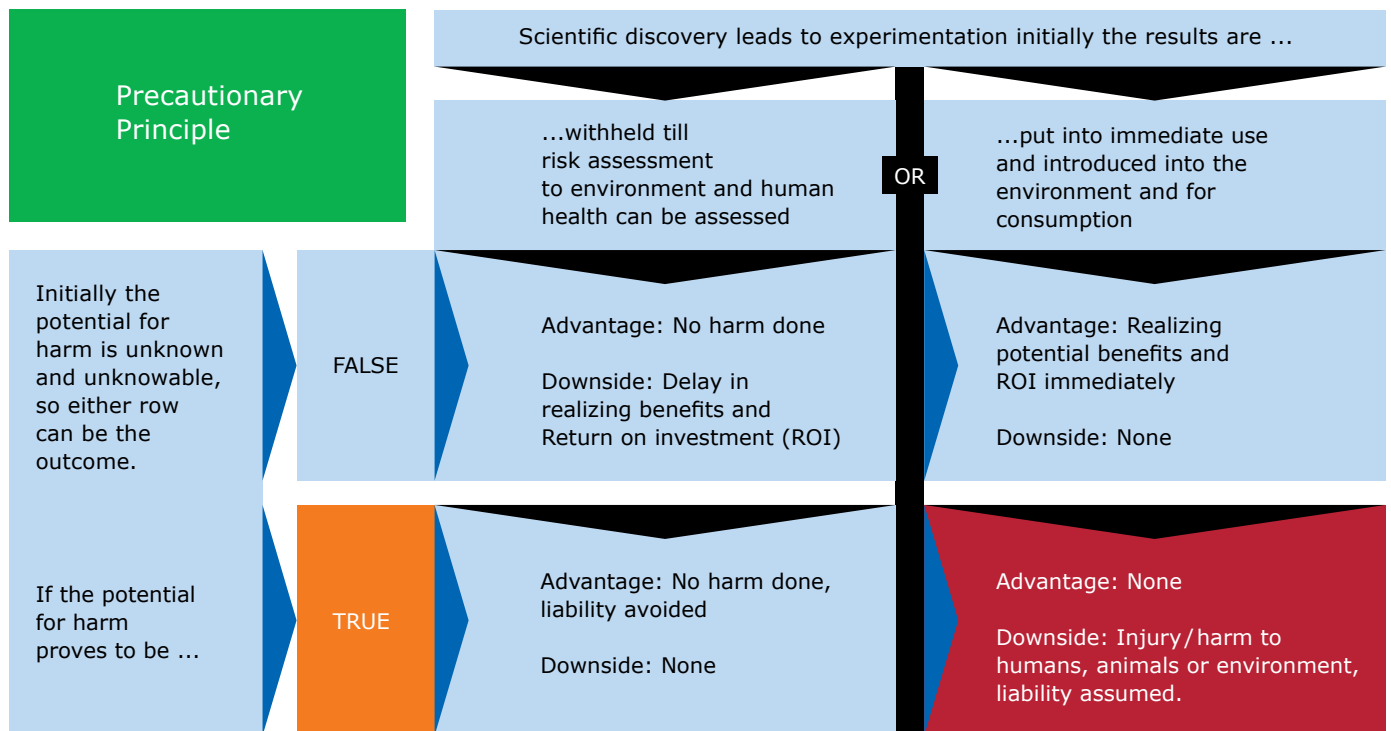 Precautionary
Principle
Scientific discovery leads to experimentation initially the results are ...
...withheld till
risk assessment
to environment and human
health can be assessed
OR
...put into immediate use
and introduced into the
environment and for
consumption
Initially the
potential for
harm is unknown
and unknowable,
so either row
can be the
outcome.
FALSE
Advantage: No harm done
Downside: Delay in
realizing benefits and
Return on investment (ROI)
Advantage: Realizing
potential benefits and
ROI immediately
Downside: None
If the potential
for harm
proves to be ...
TRUE
Advantage: No harm done,
liability avoided
Downside: None
Advantage: None
Downside: Injury/harm to
humans, animals or environment,
liability assumed.